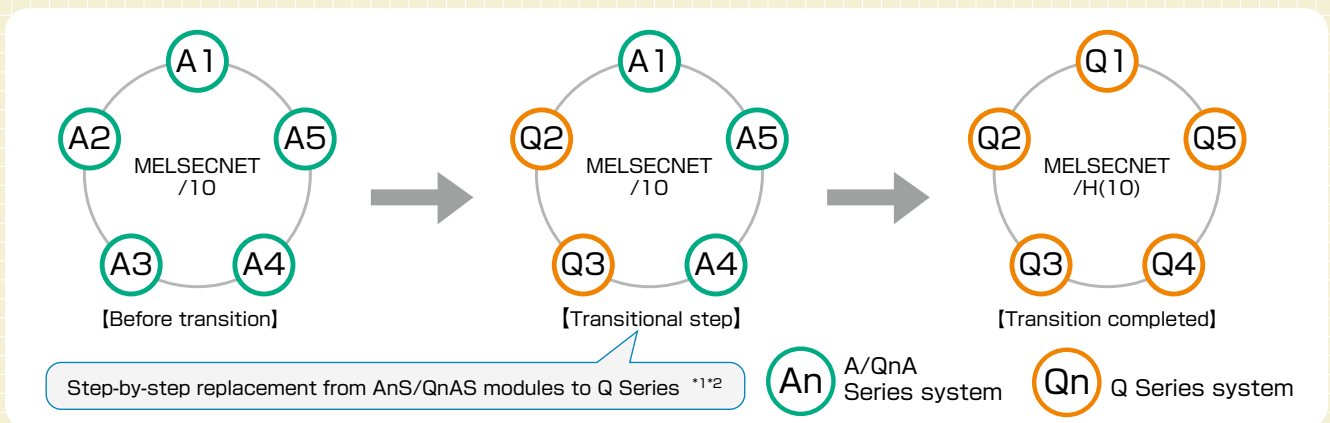 A1
A2
A5
MELSECNET
/10
A3
A4
【Before transition】
A1
Q2
A5
MELSECNET
/10
Q3
A4
【Transitional step】
Q1
Q2
Q5
MELSECNET
/H(10)
Q3
Q4
【Transition completed】
Step-by-step replacement from AnS/QnAS modules to Q Series *1*2
An
A/QnA
Series system
Qn
Q Series system